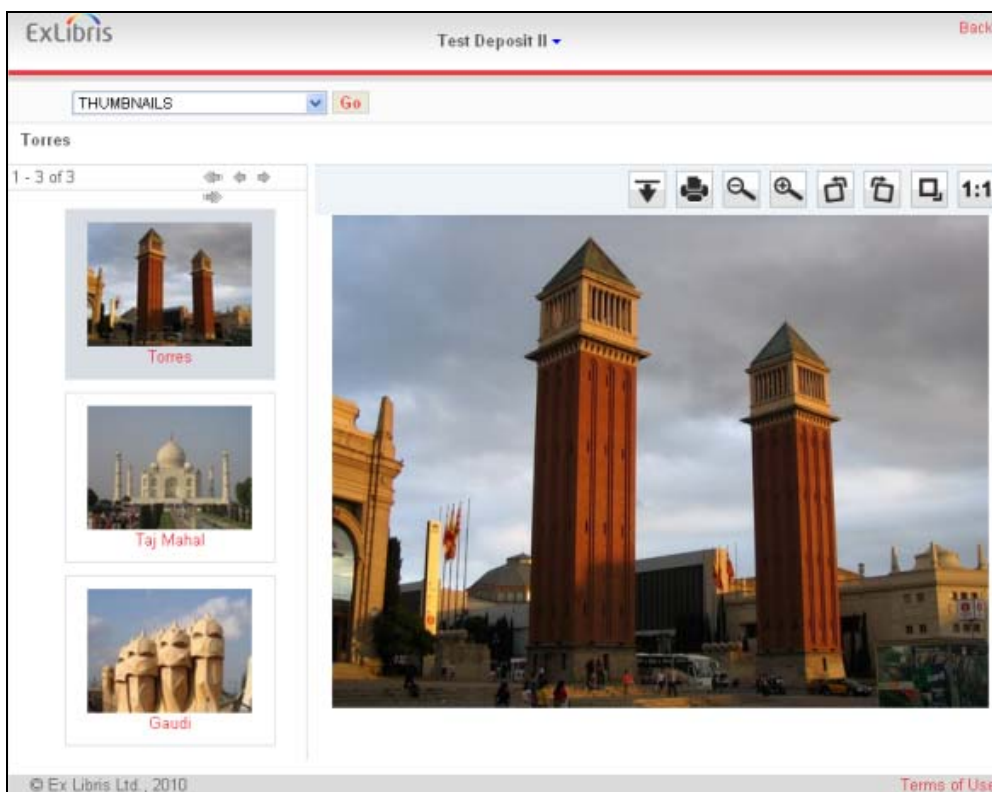 ExLibris
Test Deposit II
Back
THUMBNAILS
Go
Torres
1 - 3 of 3
1:1
Torres
Taj Mahal
Gaudi
© Ex Libris Ltd., 2010
Terms of Use